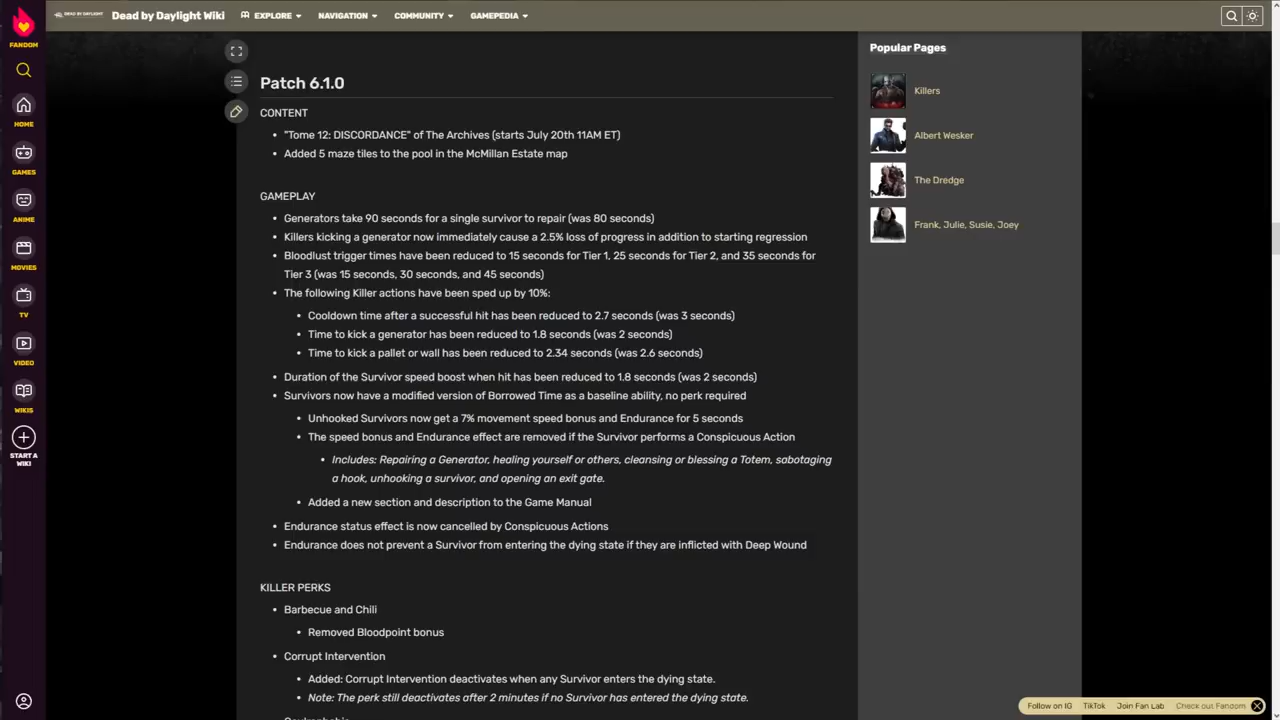 DEAD BY DAYLIGHT
Dead by Daylight Wiki
EXPLORE
NAVIGATION
COMMUNITY
GAMEPEDIA
FANDOM
HOME
GAMES
ANIME
MOVIES
TV
VIDEO
WIKIS
START A
WIKI
Patch 6.1.0
CONTENT
• "Tome 12: DISCORDANCE" of The Archives (starts July 20th 11AM ET)
• Added 5 maze tiles to the pool in the McMillan Estate map
GAMEPLAY
• Generators take 90 seconds for a single survivor to repair (was 80 seconds)
• Killers kicking a generator now immediately cause a 2.5% loss of progress in addition to starting regression
• Bloodlust trigger times have been reduced to 15 seconds for Tier 1, 25 seconds for Tier 2, and 35 seconds for
Tier 3 (was 15 seconds, 30 seconds, and 45 seconds)
• The following Killer actions have been sped up by 10%:
• Cooldown time after a successful hit has been reduced to 2.7 seconds (was 3 seconds)
• Time to kick a generator has been reduced to 1.8 seconds (was 2 seconds)
• Time to kick a pallet or wall has been reduced to 2.34 seconds (was 2.6 seconds)
• Duration of the Survivor speed boost when hit has been reduced to 1.8 seconds (was 2 seconds)
• Survivors now have a modified version of Borrowed Time as a baseline ability, no perk required
• Unhooked Survivors now get a 7% movement speed bonus and Endurance for 5 seconds
• The speed bonus and Endurance effect are removed if the Survivor performs a Conspicuous Action
• Includes: Repairing a Generator, healing yourself or others, cleansing or blessing a Totem, sabotaging
a hook, unhooking a survivor, and opening an exit gate.
• Added a new section and description to the Game Manual
• Endurance status effect is now cancelled by Conspicuous Actions
• Endurance does not prevent a Survivor from entering the dying state if they are inflicted with Deep Wound
KILLER PERKS
• Barbecue and Chili
• Removed Bloodpoint bonus
• Corrupt Intervention
• Added: Corrupt Intervention deactivates when any Survivor enters the dying state.
• Note: The perk still deactivates after 2 minutes if no Survivor has entered the dying state.
Popular Pages
Killers
Albert Wesker
The Dredge
Frank, Julie, Susie, Joey
Follow on IG
TikTok
Join Fan Lab
Check out Fandom